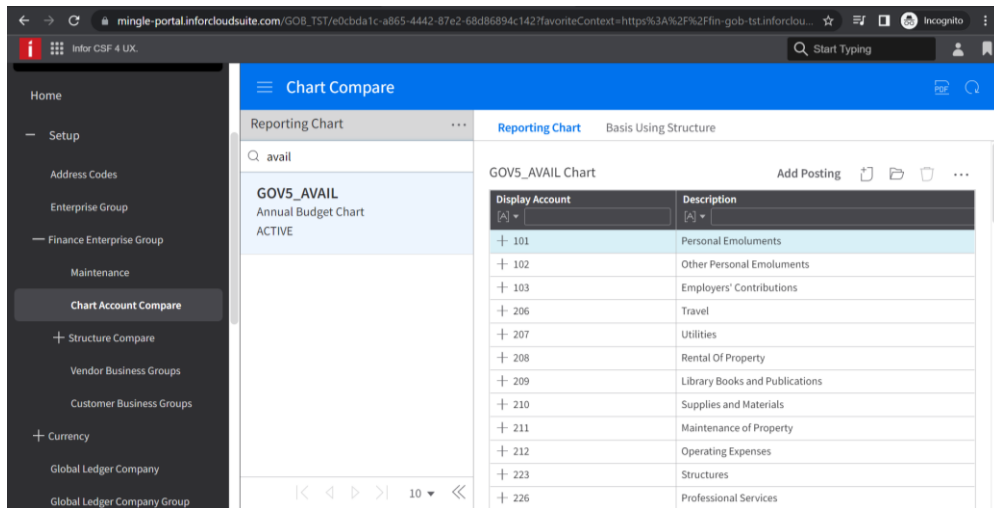 mingle-portal.inforcloudsuite.com/GOB_TST/e0cbda1c-a865-4442-87e2-68d86894c142?favoriteContext=https%3A%2F%2Ffin-gob-tst.inforclou...
Incognito
i
Infor CSF 4 UX.
Start Typing
Home
Setup
Address Codes
Enterprise Group
Finance Enterprise Group
Maintenance
Chart Account Compare
Structure Compare
Vendor Business Groups
Customer Business Groups
Currency
Global Ledger Company
Global Ledger Company Group
Chart Compare
PDF
Reporting Chart ...
avail
GOV5_AVAIL
Annual Budget Chart
ACTIVE
10
Reporting Chart Basis Using Structure
GOV5_AVAIL Chart Add Posting ...
Display Account Description
[A] [A]
101 Personal Emoluments
102 Other Personal Emoluments
103 Employers' Contributions
206 Travel
207 Utilities
208 Rental Of Property
209 Library Books and Publications
210 Supplies and Materials
211 Maintenance of Property
212 Operating Expenses
223 Structures
226 Professional Services